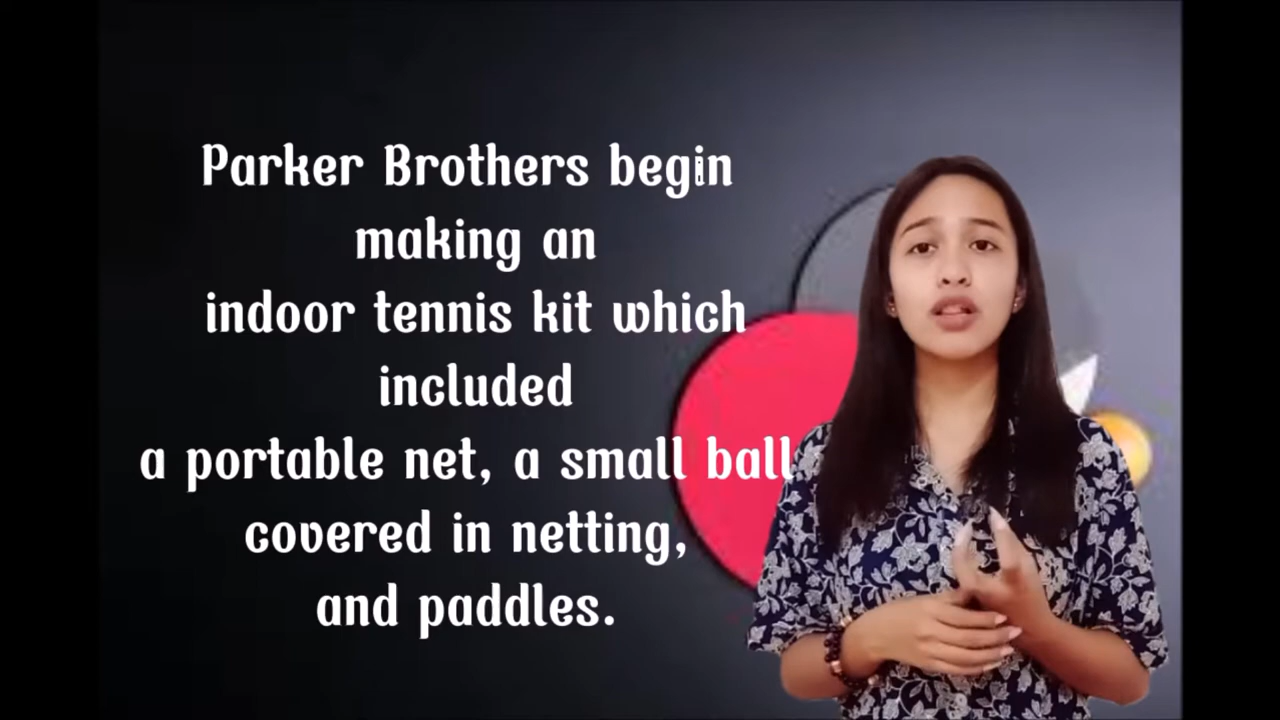 Parker Brothers begin
making an
indoor tennis kit which
included
a portable net, a small ball
covered in netting,
and paddles.